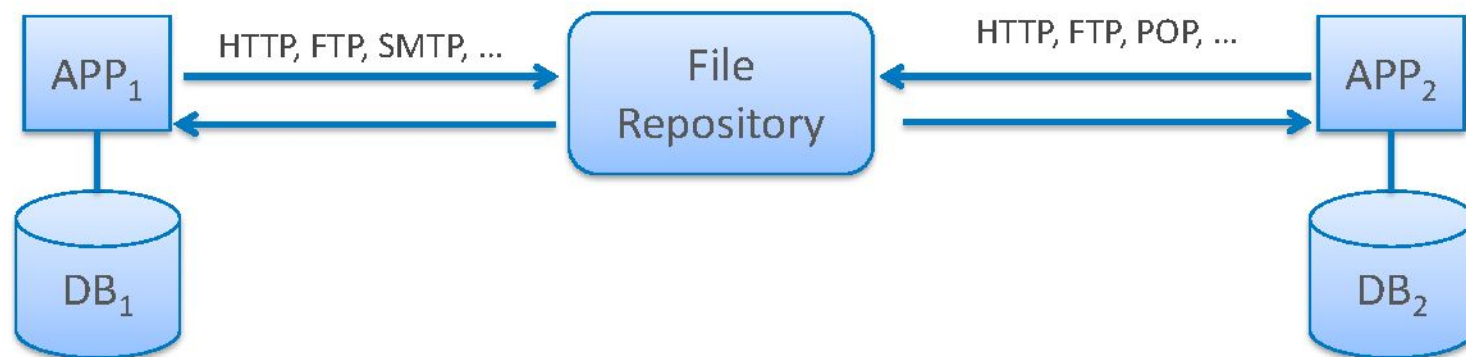 HTTP, FTP, SMTP, ...
APP₁
File
Repository
HTTP, FTP, POP, ...
APP₂
DB₁
DB₂